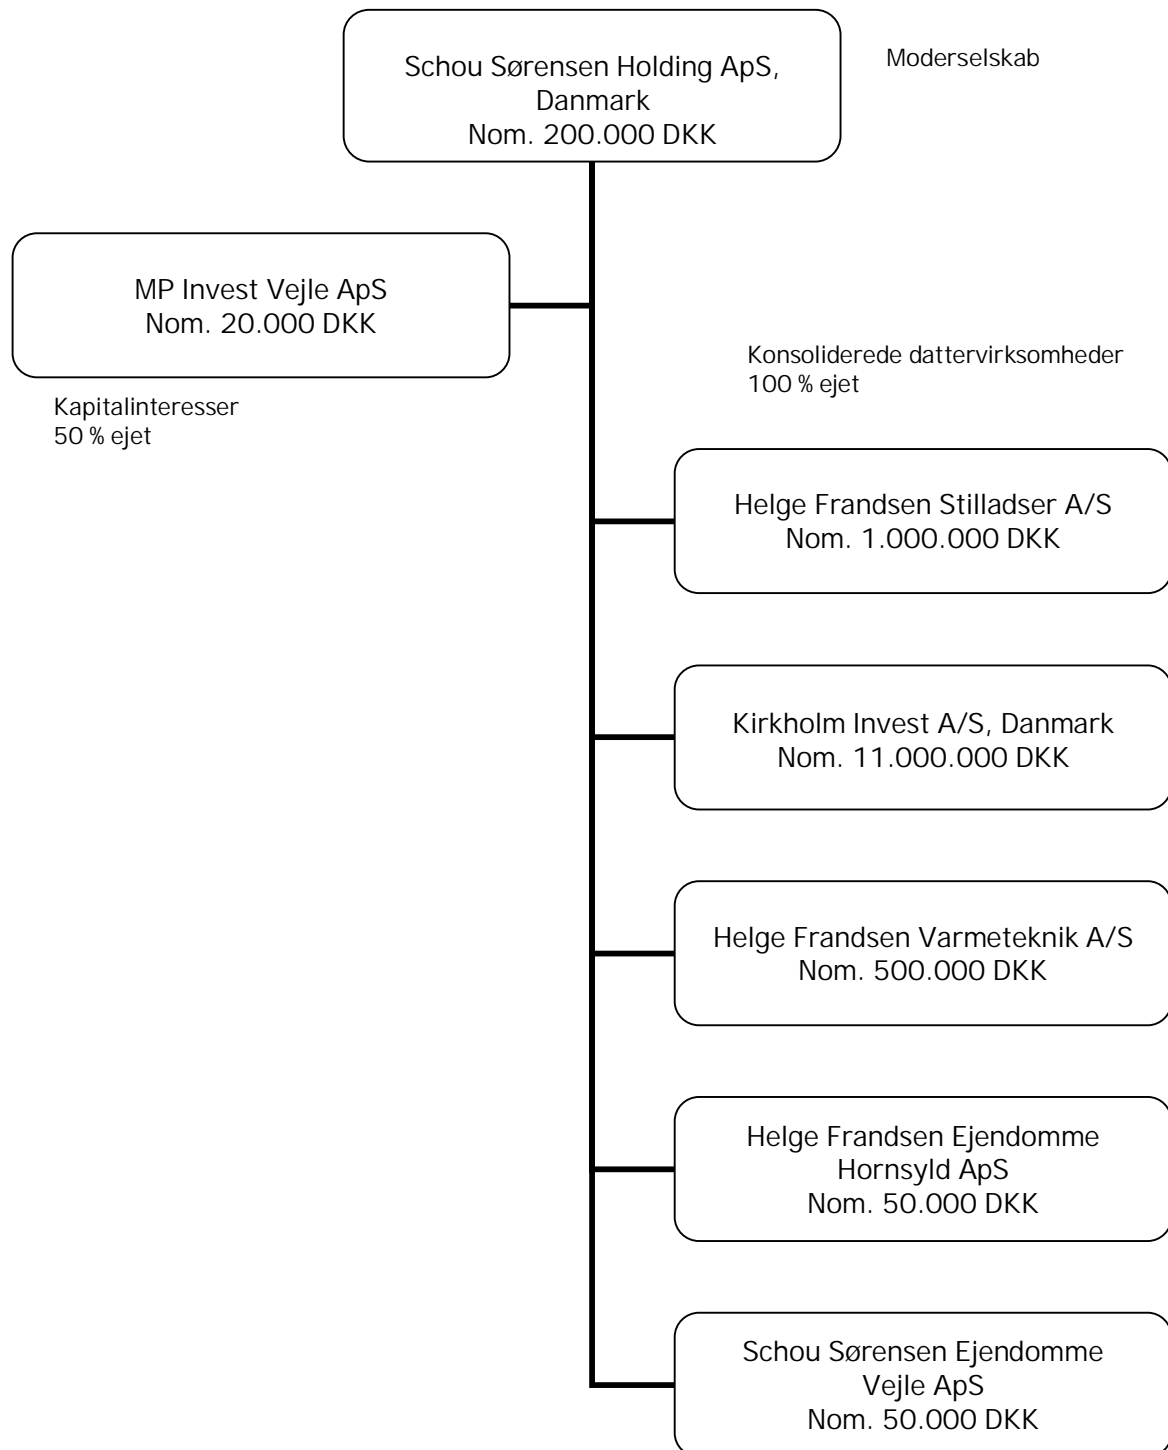 Schou Sørensen Holding ApS,
Danmark
Nom. 200.000 DKK
Moderselskab
MP Invest Vejle ApS
Nom. 20.000 DKK
Kapitalinteresser
50 % ejet
Konsoliderede dattervirksomheder
100 % ejet
Helge Frandsen Stilladser A/S
Nom. 1.000.000 DKK
Kirkholm Invest A/S, Danmark
Nom. 11.000.000 DKK
Helge Frandsen Varmeteknik A/S
Nom. 500.000 DKK
Helge Frandsen Ejendomme
Hornsyld ApS
Nom. 50.000 DKK
Schou Sørensen Ejendomme
Vejle ApS
Nom. 50.000 DKK